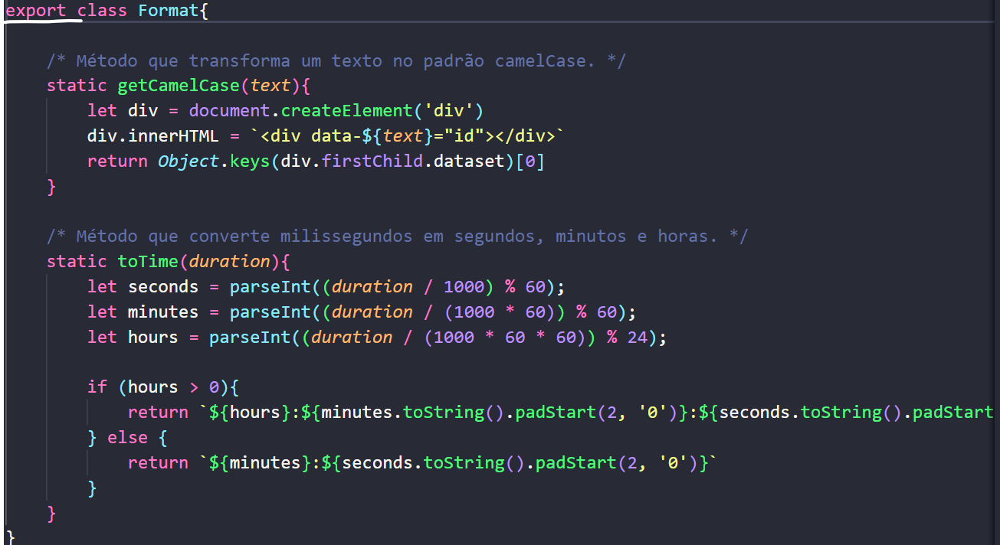 export class Format{
/* Método que transforma um texto no padrão camelCase. */
static getCamelCase(text){
let div = document.createElement('div')
div.innerHTML = `<div data-${text}="id"></div>`
return Object.keys(div.firstChild.dataset)[0]
}
/* Método que converte milissegundos em segundos, minutos e horas. */
static toTime(duration){
let seconds = parseInt((duration / 1000) % 60);
let minutes = parseInt((duration / (1000 * 60)) % 60);
let hours = parseInt((duration / (1000 * 60 * 60)) % 24);
if (hours > 0){
return `${hours}:${minutes.toString().padStart(2, '0')}:${seconds.toString().padStart
} else {
return `${minutes}:${seconds.toString().padStart(2, '0')}`
}
}
}